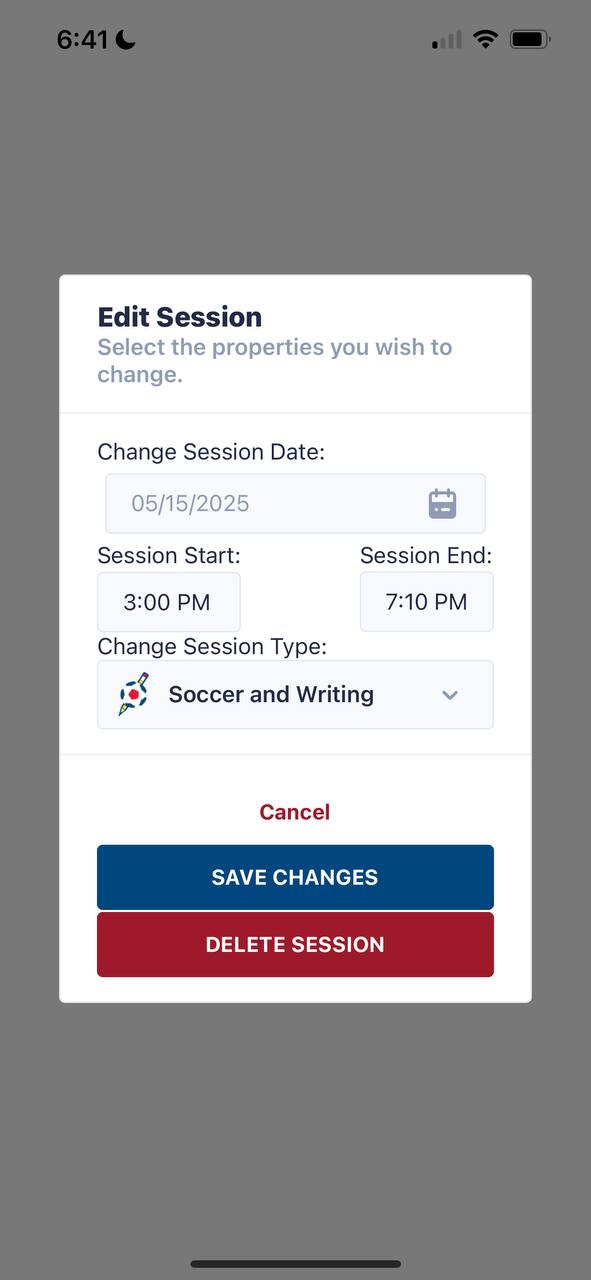 6:41
Edit Session
Select the properties you wish to
change.
Change Session Date:
05/15/2025
Session Start: Session End:
3:00 PM 7:10 PM
Change Session Type:
Soccer and Writing
Cancel
SAVE CHANGES
DELETE SESSION